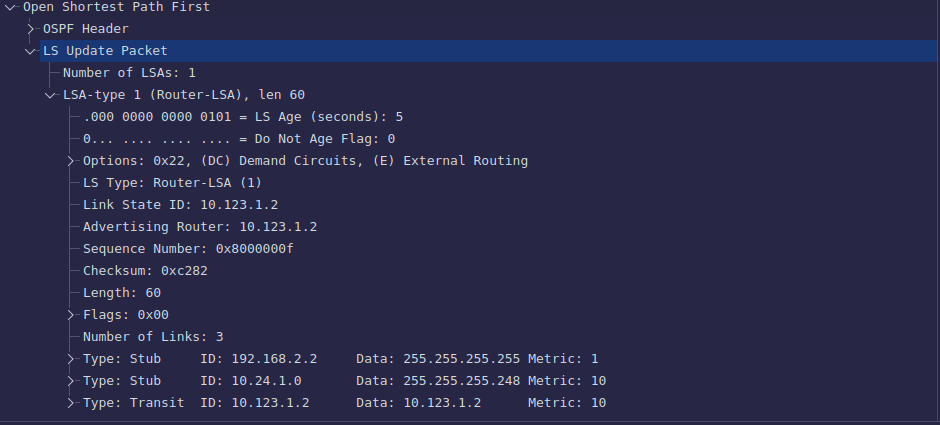 Open Shortest Path First
OSPF Header
LS Update Packet
Number of LSAs: 1
LSA-type 1 (Router-LSA), len 60
.000 0000 0000 0101 = LS Age (seconds): 5
0... .... .... .... = Do Not Age Flag: 0
Options: 0x22, (DC) Demand Circuits, (E) External Routing
LS Type: Router-LSA (1)
Link State ID: 10.123.1.2
Advertising Router: 10.123.1.2
Sequence Number: 0x8000000f
Checksum: 0xc282
Length: 60
Flags: 0x00
Number of Links: 3
Type: Stub     ID: 192.168.2.2     Data: 255.255.255.255 Metric: 1
Type: Stub     ID: 10.24.1.0       Data: 255.255.255.248 Metric: 10
Type: Transit  ID: 10.123.1.2      Data: 10.123.1.2      Metric: 10